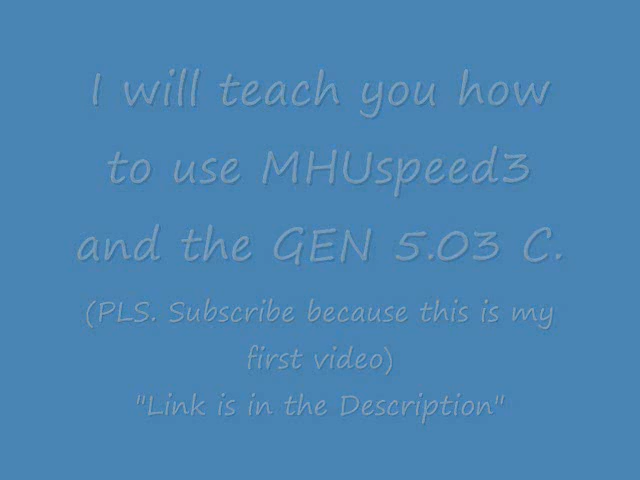 I will teach you how
to use MHUspeed3
and the GEN 5.03 C.
(PLS. Subscribe because this is my
first video)
"Link is in the Description"